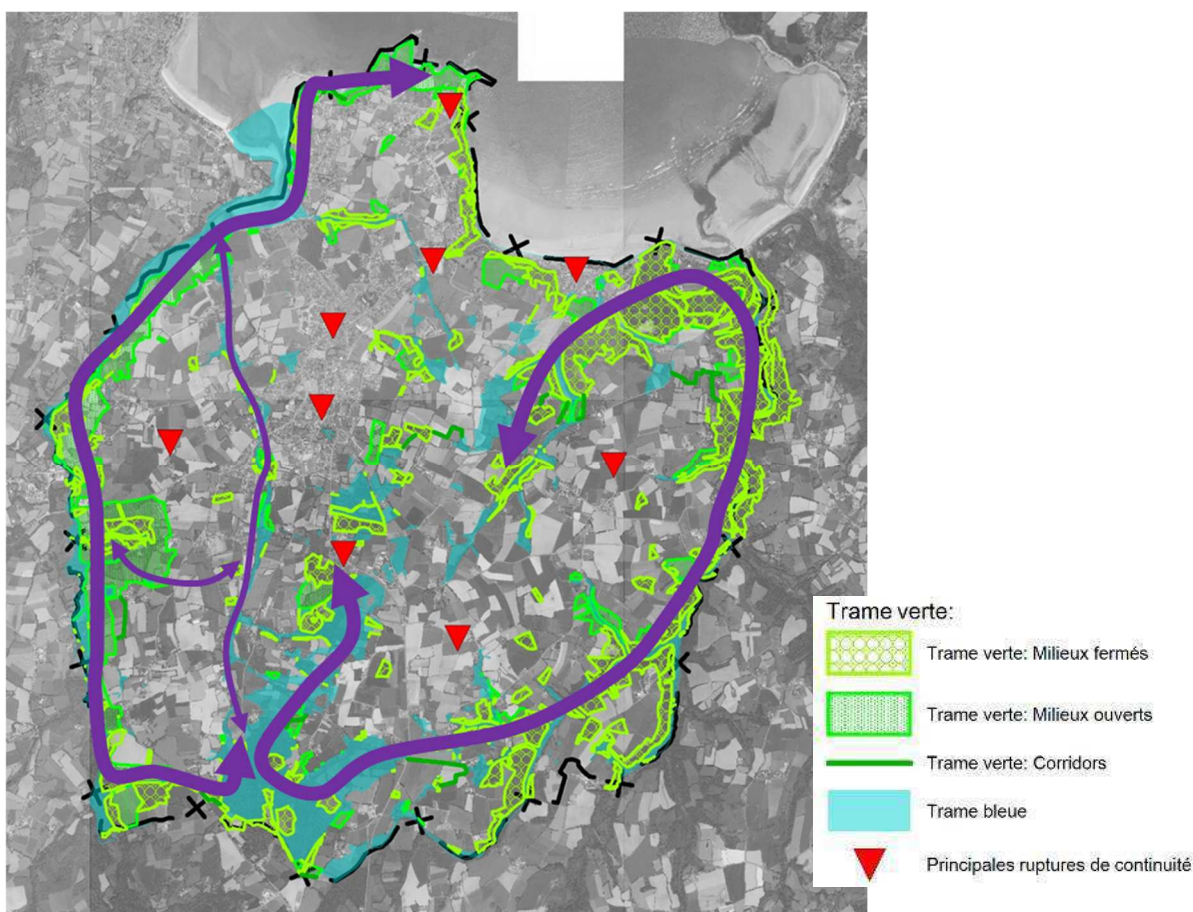 Trame verte:
Trame verte: Milieux fermés
Trame verte: Milieux ouverts
Trame verte: Corridors
Trame bleue
Principales ruptures de continuité